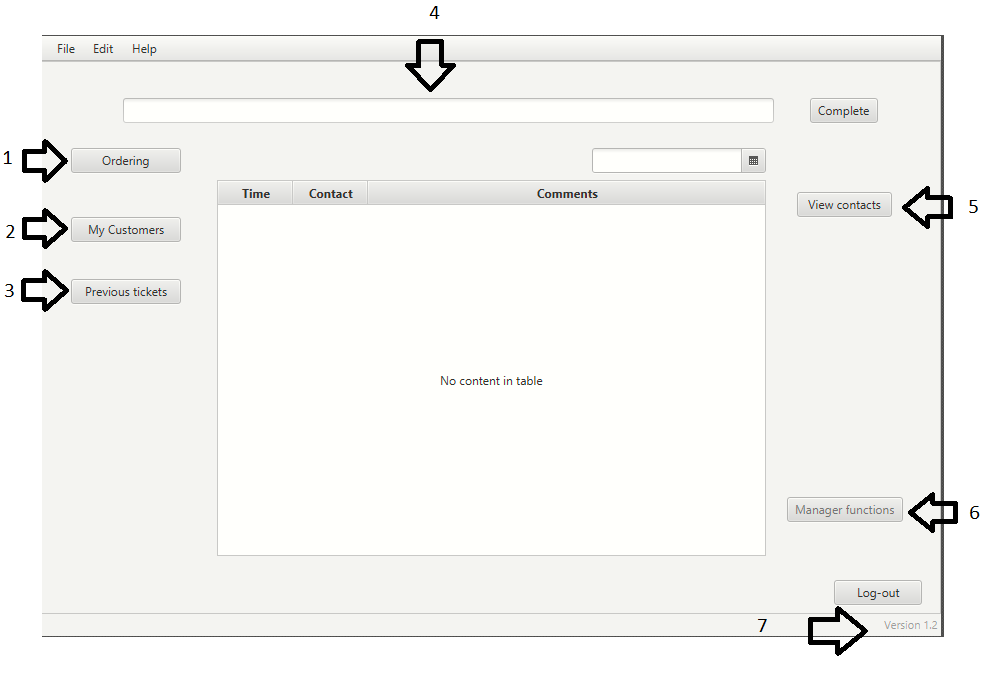 4
File Edit Help
Complete
1
Ordering
Time Contact Comments
View contacts
5
2
My Customers
3
Previous tickets
No content in table
Manager functions
6
Log-out
7
Version 1.2